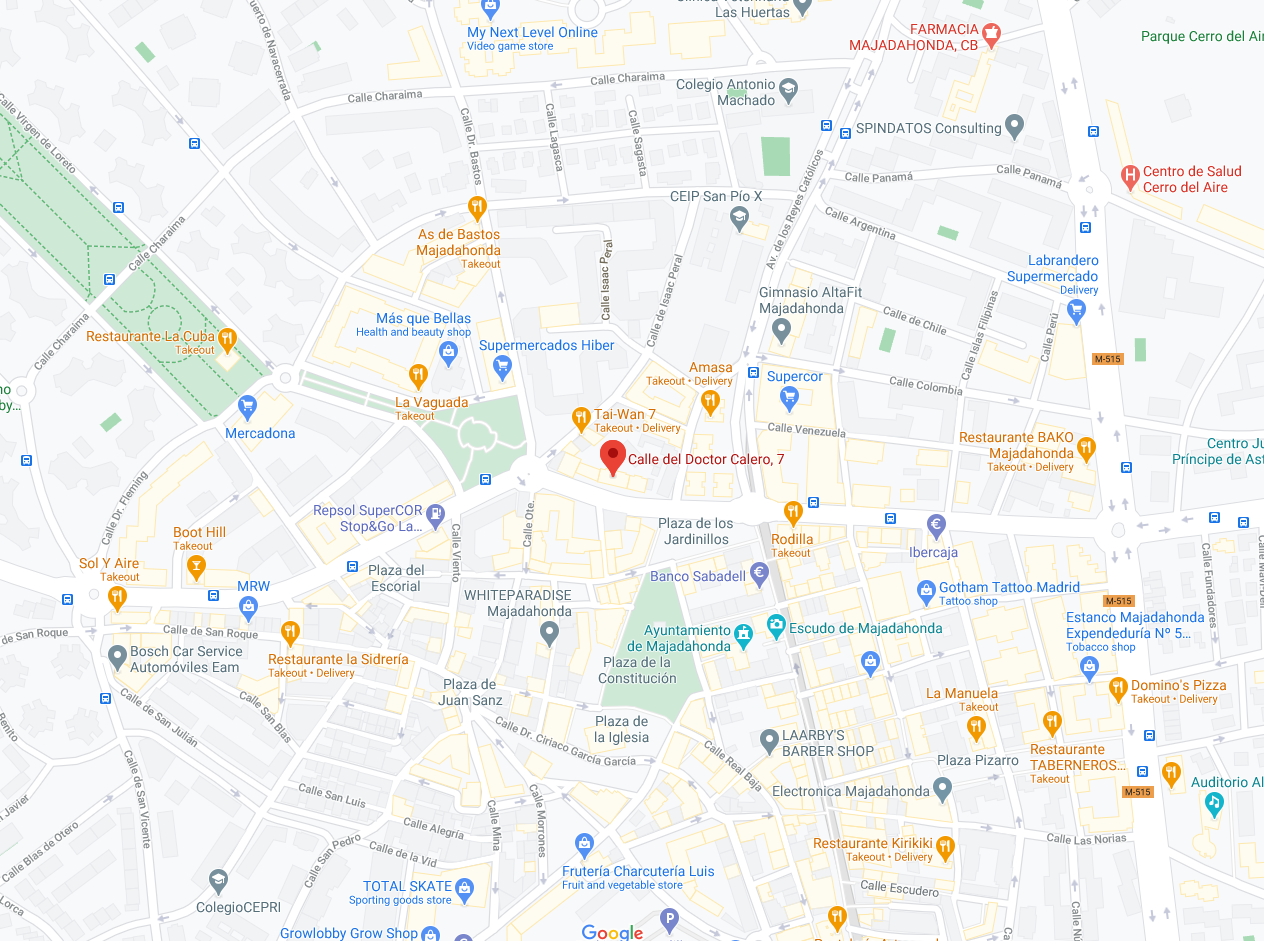 Clínica Veterinaria
Las Huertas
My Next Level Online
Video game store
FARMACIA
MAJADAHONDA, CB
Parque Cerro del Air
Puerto de Navacerrada
Calle Charaima
Calle Charaima
Colegio Antonio
Machado
Calle Virgen de Loreto
Calle Dr. Bastos
Calle Lagasca
Calle Sagasta
SPINDATOS Consulting
Calle Panamá
Calle Panamá
Centro de Salud
Cerro del Aire
CEIP San Pío X
Av. de los Reyes Católicos
Calle Argentina
Calle Charaima
As de Bastos
Majadahonda
Takeout
Calle Isaac Peral
Calle de Isaac Peral
Labrandero
Supermercado
Delivery
Gimnasio AltaFit
Majadahonda
Calle de Chile
Calle Islas Filipinas
Calle Perú
Más que Bellas
Health and beauty shop
Restaurante La Cuba
Takeout
Calle Charaima
Supermercados Hiber
M-515
Amasa
Takeout • Delivery
Supercor
Calle Colombia
La Vaguada
Takeout
Tai-Wan 7
Takeout • Delivery
Mercadona
Calle Venezuela
Restaurante BAKO
Majadahonda
Takeout • Delivery
Centro Ju
Príncipe de Ast
Calle del Doctor Calero, 7
Calle Dr. Fleming
Repsol SuperCOR
Stop&Go La...
Calle Ote.
Calle Viento
Plaza de los
Jardinillos
Rodilla
Takeout
Ibercaja
Boot Hill
Takeout
Sol Y Aire
Takeout
MRW
Plaza del
Escorial
Banco Sabadell
WHITEPARADISE
Majadahonda
Gotham Tattoo Madrid
Tattoo shop
Calle Fundadores
M-515
Estanco Majadahonda
Expendeduría Nº 5...
Tobacco shop
Ayuntamiento
de Majadahonda
Escudo de Majadahonda
de San Roque
Calle de San Roque
Bosch Car Service
Automóviles Eam
Restaurante la Sidrería
Takeout • Delivery
Plaza de la
Constitución
Plaza de
Juan Sanz
La Manuela
Takeout
Domino's Pizza
Takeout • Delivery
Calle de San Julián
Calle San Blas
Plaza de
la Iglesia
Calle Dr. Ciriaco García García
Calle Real Baja
LAARBY'S
BARBER SHOP
Restaurante
TABERNEROS...
Takeout
Plaza Pizarro
Benito
n Javier
Calle de San Vicente
Calle San Luis
Electronica Majadahonda
M-515
Auditorio Al
Calle Blas de Otero
Calle San Pedro
Calle Alegría
Calle de la Vid
Calle Mina
Calle Morrones
Calle Las Norias
Restaurante Kirikiki
Takeout • Delivery
Frutería Charcutería Luis
Fruit and vegetable store
Calle Escudero
ColegioCEPRI
TOTAL SKATE
Sporting goods store
Lorca
Growlobby Grow Shop
Google